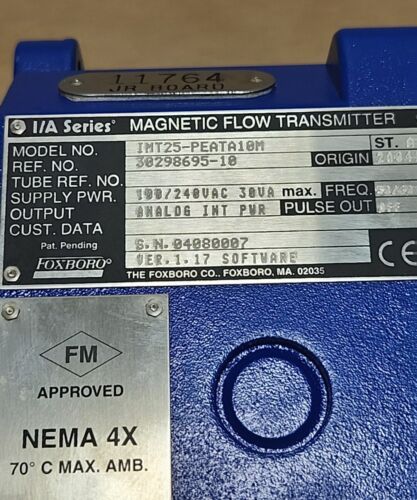 11764
JR BOARD
I/A Series® MAGNETIC FLOW TRANSMITTER
MODEL NO. IMT25-PEATA10M ST.
REF. NO. 30298695-10 ORIGIN
TUBE REF. NO.
SUPPLY PWR. 100/240VAC 30VA max. FREQ.
OUTPUT ANALOG INT PWR PULSE OUT
CUST. DATA
Pat. Pending S.N.04080007
FOXBORO® VER.1.17 SOFTWARE CE
THE FOXBORO CO., FOXBORO, MA. 02035
FM
APPROVED
NEMA 4X
70° C MAX. AMB.